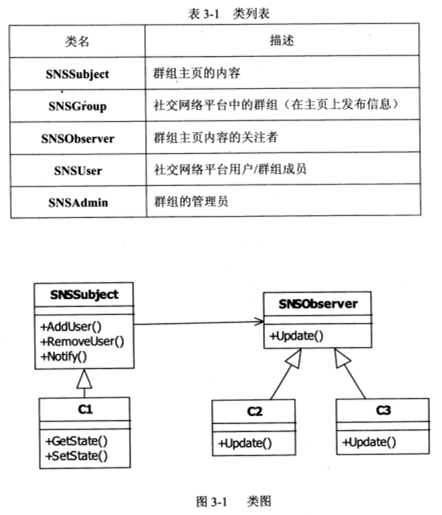 表 3-1 类列表
类名 描述
SNSSubject 群组主页的内容
SNSGroup 社交网络平台中的群组（在主页上发布信息）
SNSObserver 群组主页内容的关注者
SNSUser 社交网络平台用户/群组成员
SNSAdmin 群组的管理员
SNSSubject
+AddUser()
+RemoveUser()
+Notify()
SNSObserver
+Update()
C1
+GetState()
+SetState()
C2
+Update()
C3
+Update()
图 3-1 类图